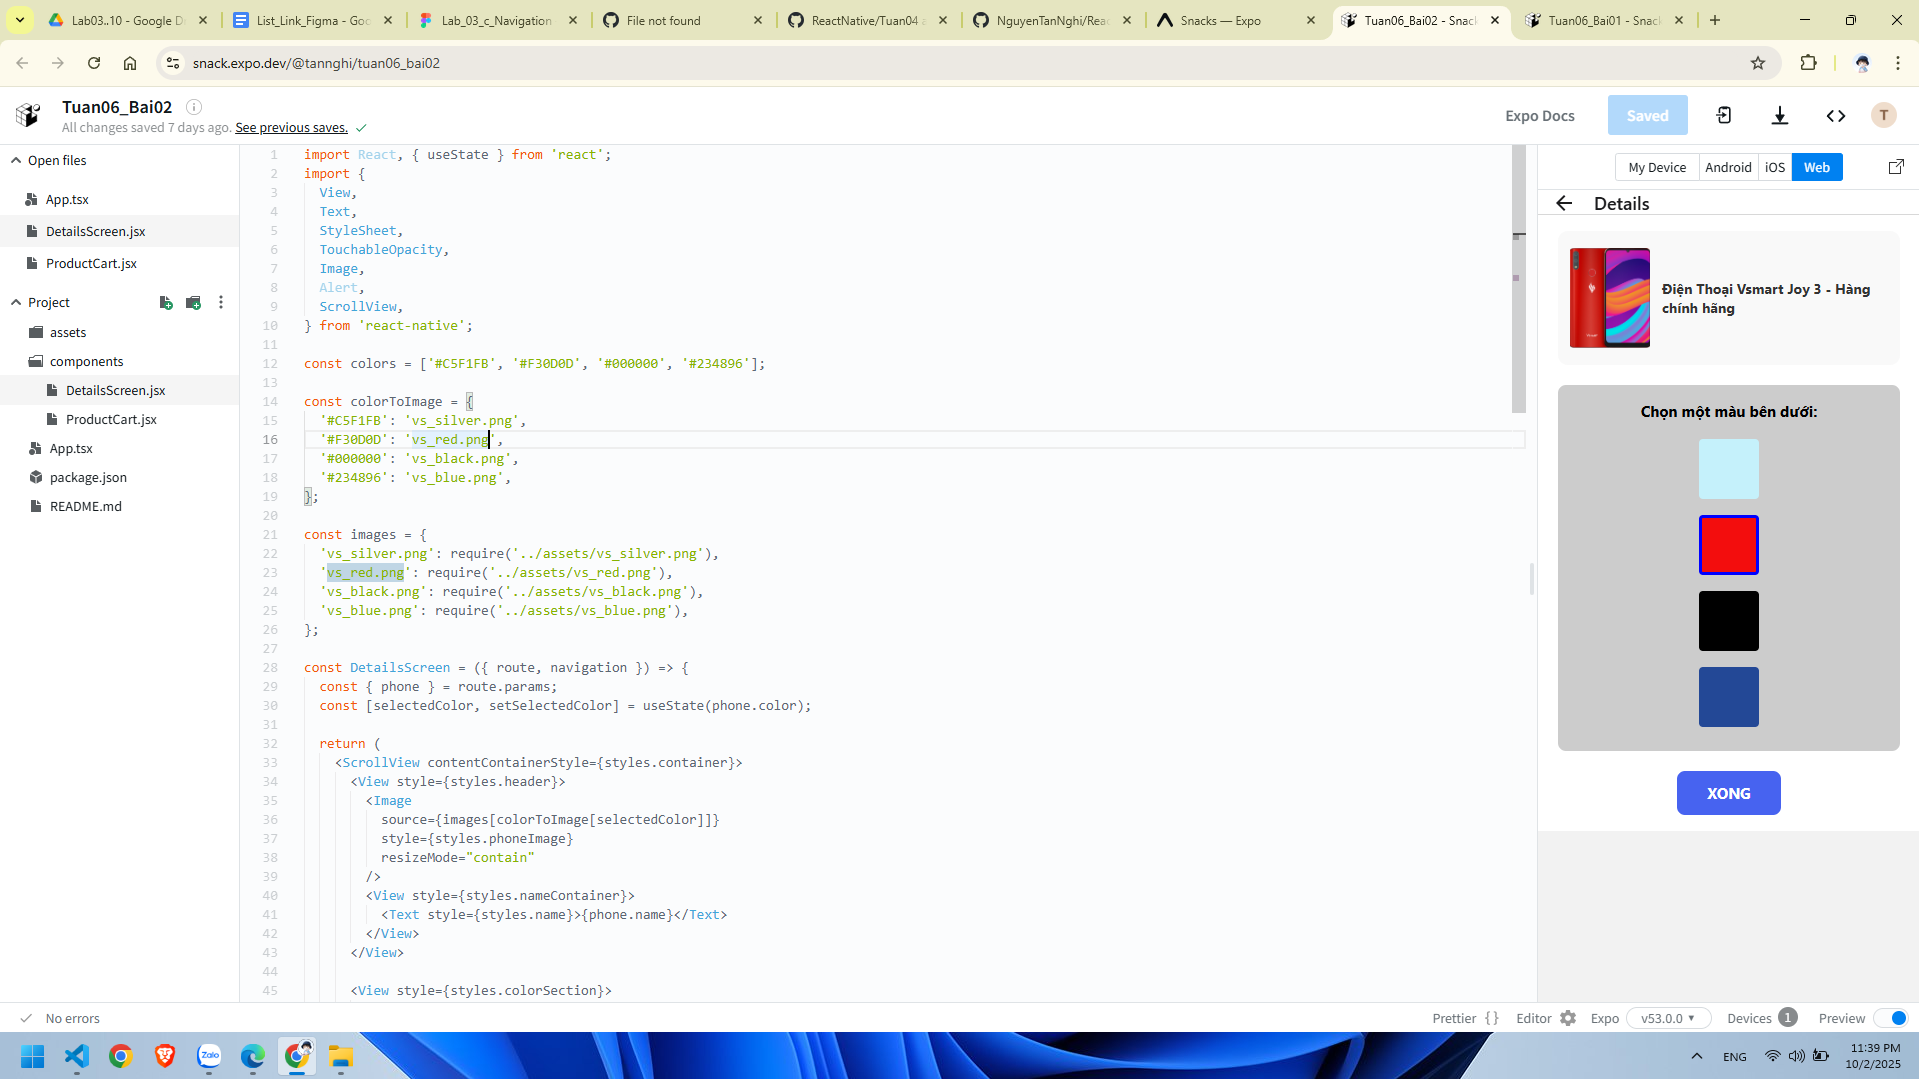 Lab03..10 - Google D
List_Link_Figma - Goo
Lab_03_c_Navigation
File not found
ReactNative/Tuan04 a
NguyenTanNghi/Reac
Snacks — Expo
Tuan06_Bai02 - Snack
Tuan06_Bai01 - Snack
snack.expo.dev/@tannghi/tuan06_bai02
Tuan06_Bai02
All changes saved 7 days ago. See previous saves.
Expo Docs
Saved
T
Open files
App.tsx
DetailsScreen.jsx
ProductCart.jsx
Project
assets
components
DetailsScreen.jsx
ProductCart.jsx
App.tsx
package.json
README.md
1 import React, { useState } from 'react';
2 import {
3 View,
4 Text,
5 StyleSheet,
6 TouchableOpacity,
7 Image,
8 Alert,
9 ScrollView,
10 } from 'react-native';
11
12 const colors = ['#C5F1FB', '#F30D0D', '#000000', '#234896'];
13
14 const colorToImage = {
15 '#C5F1FB': 'vs_silver.png',
16 '#F30D0D': 'vs_red.png',
17 '#000000': 'vs_black.png',
18 '#234896': 'vs_blue.png',
19 };
20
21 const images = {
22 'vs_silver.png': require('../assets/vs_silver.png'),
23 'vs_red.png': require('../assets/vs_red.png'),
24 'vs_black.png': require('../assets/vs_black.png'),
25 'vs_blue.png': require('../assets/vs_blue.png'),
26 };
27
28 const DetailsScreen = ({ route, navigation }) => {
29 const { phone } = route.params;
30 const [selectedColor, setSelectedColor] = useState(phone.color);
31
32 return (
33 <ScrollView contentContainerStyle={styles.container}>
34 <View style={styles.header}>
35 <Image
36 source={images[colorToImage[selectedColor]]}
37 style={styles.phoneImage}
38 resizeMode="contain"
39 />
40 <View style={styles.nameContainer}>
41 <Text style={styles.name}>{phone.name}</Text>
42 </View>
43 </View>
44
45 <View style={styles.colorSection}>
My Device
Android
iOS
Web
Details
Điện Thoại Vsmart Joy 3 - Hàng
chính hãng
Chọn một màu bên dưới:
XONG
No errors
Prettier {}
Editor
Expo
v53.0.0
Devices 1
Preview
Zalo
ENG
11:39 PM
10/2/2025